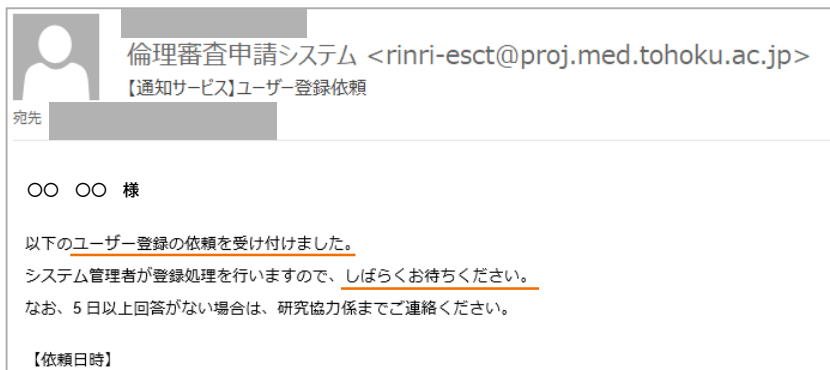 倫理審査申請システム <rinri-esct@proj.med.tohoku.ac.jp>
【通知サービス】ユーザー登録依頼
宛先
○○ ○○ 様
以下のユーザー登録の依頼を受け付けました。
システム管理者が登録処理を行いますので、しばらくお待ちください。
なお、5日以上回答がない場合は、研究協力係までご連絡ください。
【依頼日時】